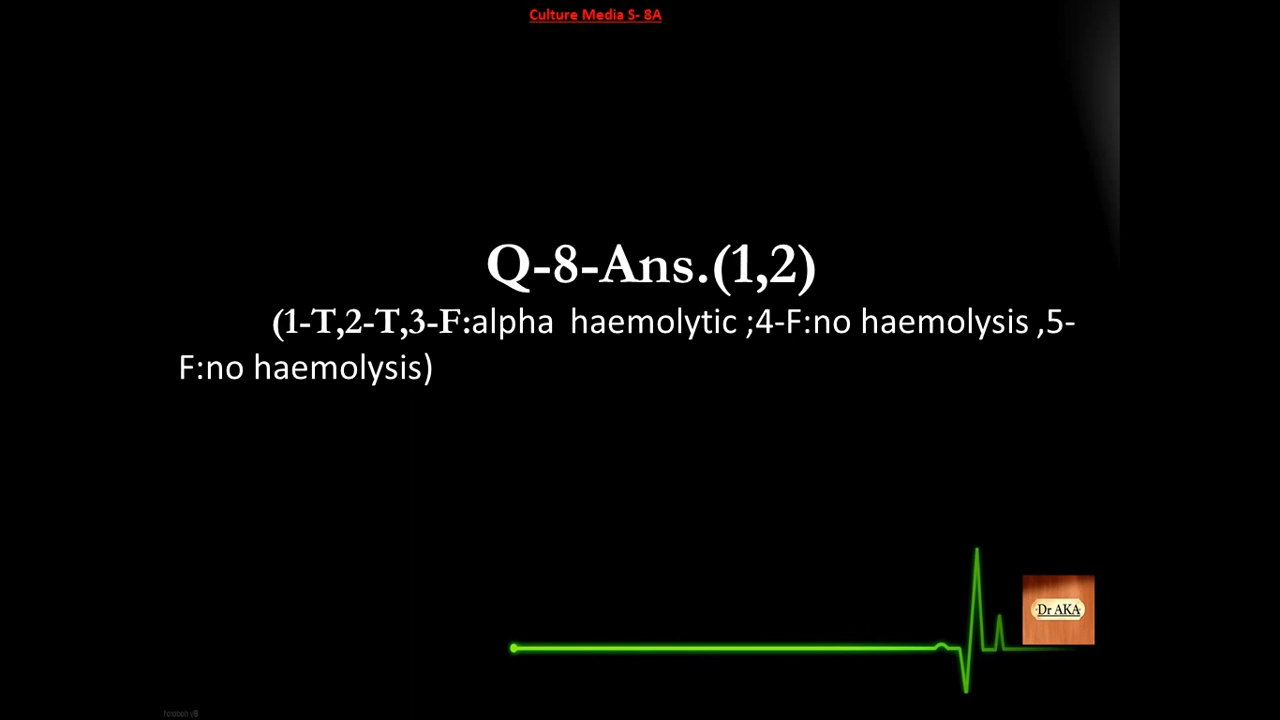 Culture Media S- 8A
Q-8-Ans.(1,2)
(1-T,2-T,3-F:alpha haemolytic ;4-F:no haemolysis ,5-
F:no haemolysis)
Dr AKA